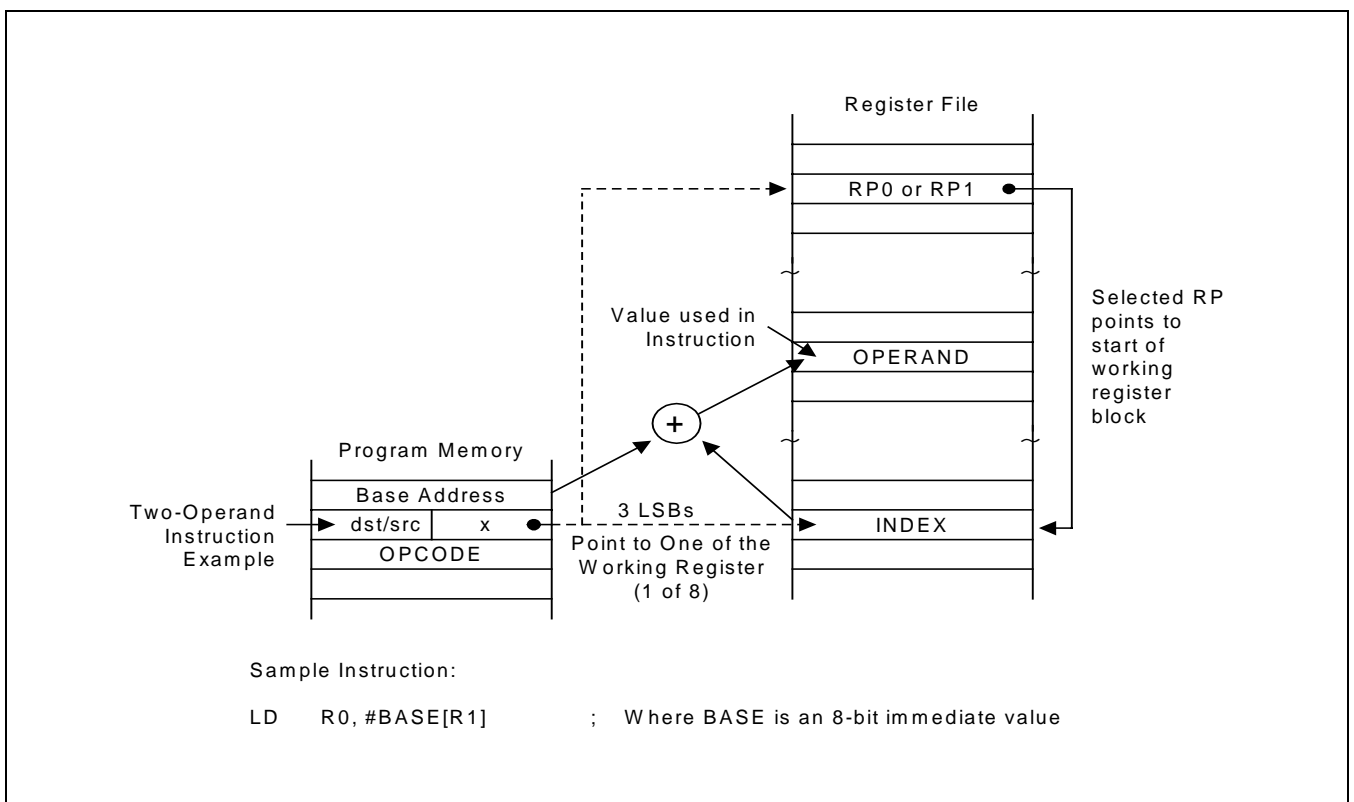 Register File
RP0 or RP1
Selected RP
points to
start of
working
register
block
Value used in
Instruction
OPERAND
+
Program Memory
Base Address
Two-Operand
Instruction
Example
dst/src x
OPCODE
3 LSBs
Point to One of the
Working Register
(1 of 8)
INDEX
Sample Instruction:
LD R0, #BASE[R1] ; Where BASE is an 8-bit immediate value